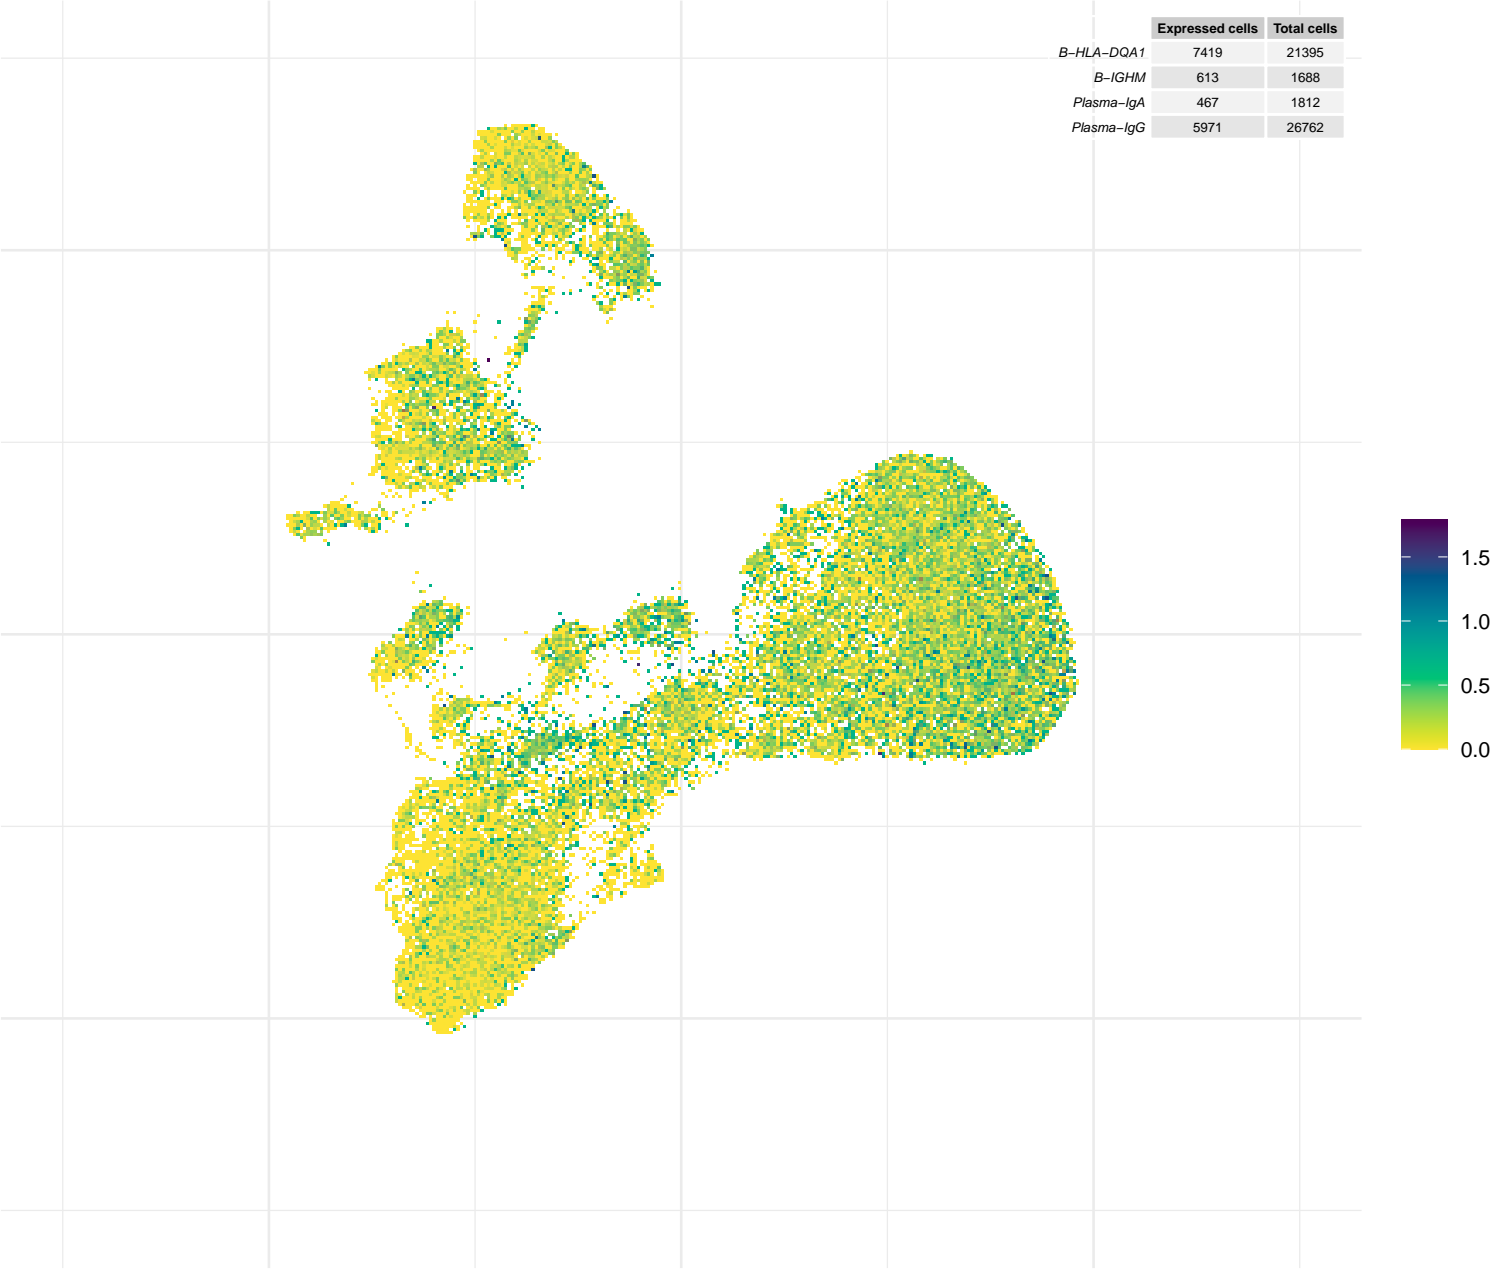 Expressed cells Total cells
B−HLA−DQA1 7419 21395
B−IGHM 613 1688
Plasma−IgA 467 1812
Plasma−IgG 5971 26762
1.5
1.0
0.5
0.0